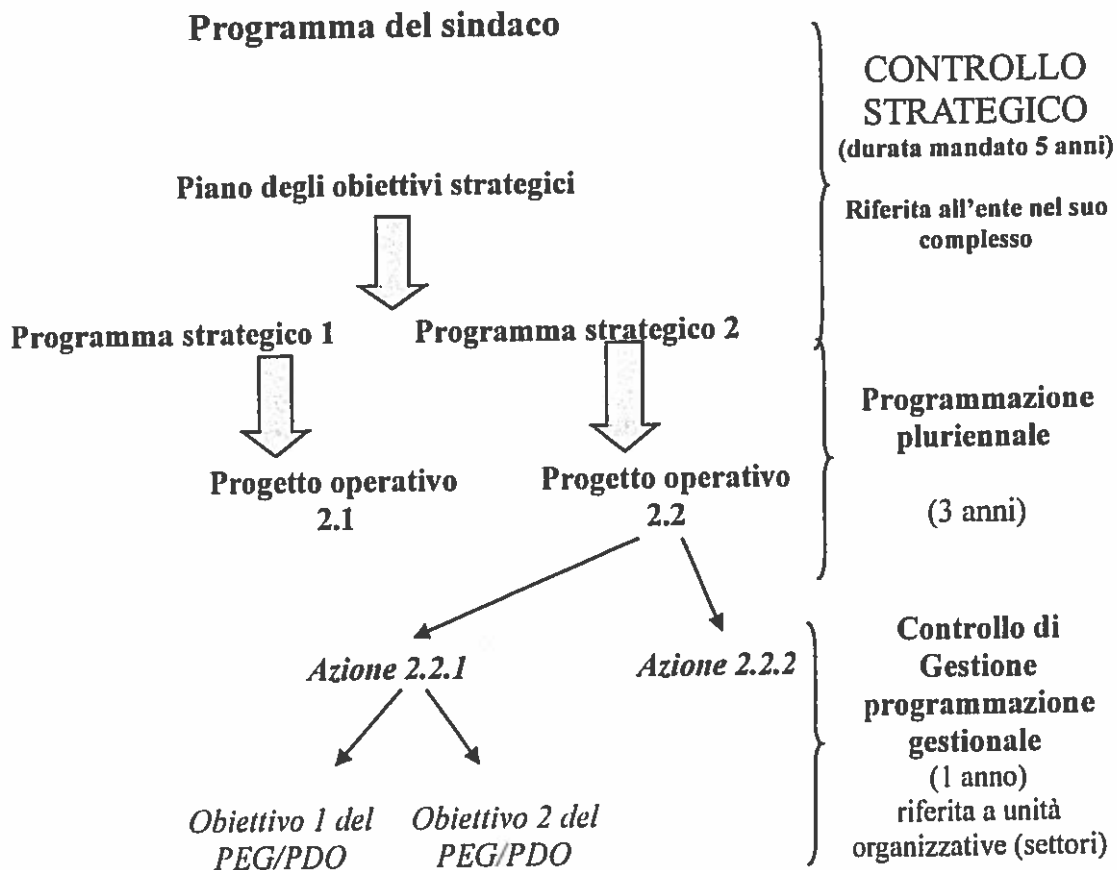 Programma del sindaco
CONTROLLO
STRATEGICO
(durata mandato 5 anni)
Riferita all'ente nel suo
complesso
Piano degli obiettivi strategici
Programma strategico 1
Programma strategico 2
Programmazione
pluriennale
(3 anni)
Progetto operativo
2.1
Progetto operativo
2.2
Azione 2.2.1
Azione 2.2.2
Controllo di
Gestione
programmazione
gestionale
(1 anno)
riferita a unità
organizzative (settori)
Obiettivo 1 del
PEG/PDO
Obiettivo 2 del
PEG/PDO